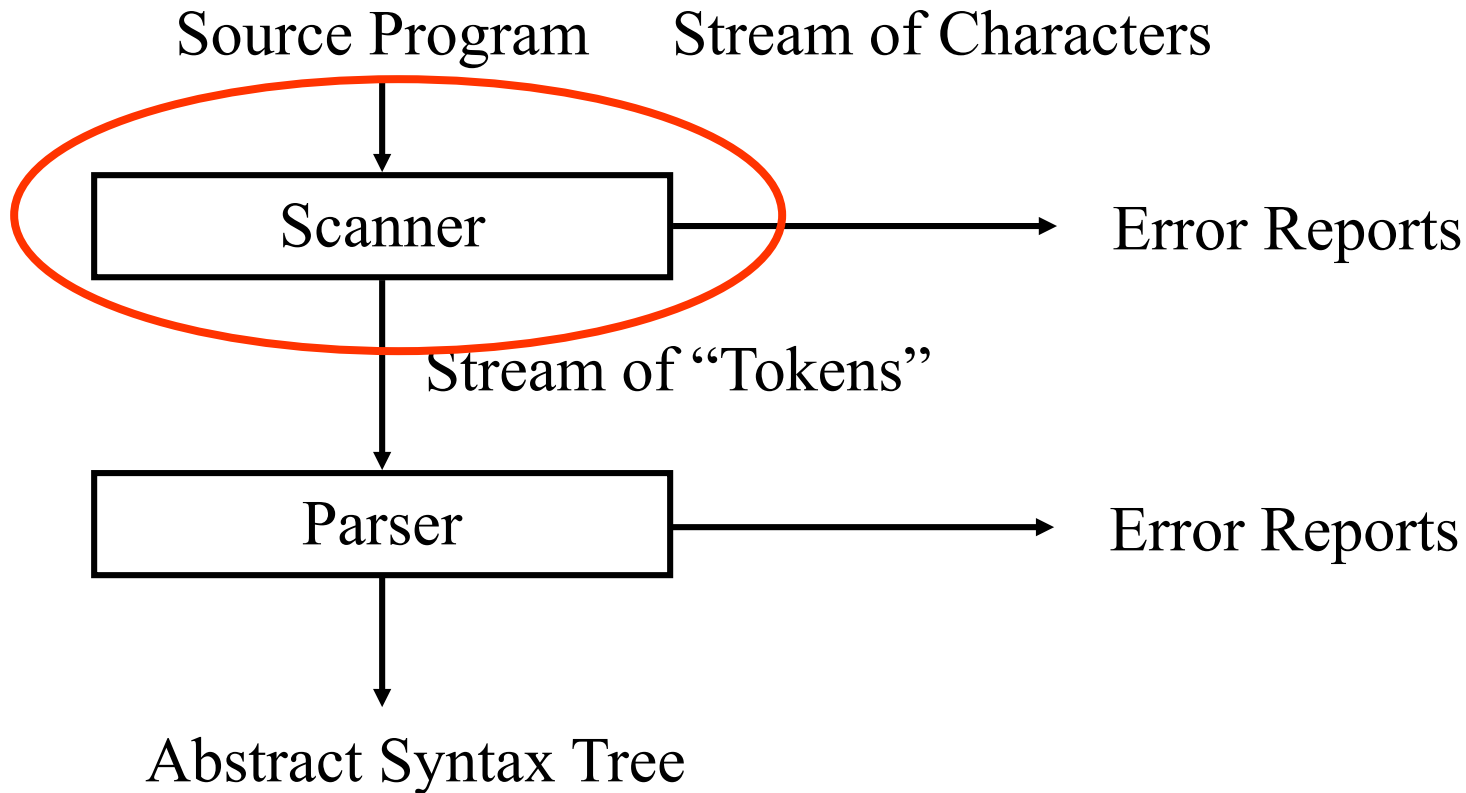 Source Program
Stream of Characters
Scanner
Error Reports
Stream of “Tokens”
Parser
Error Reports
Abstract Syntax Tree